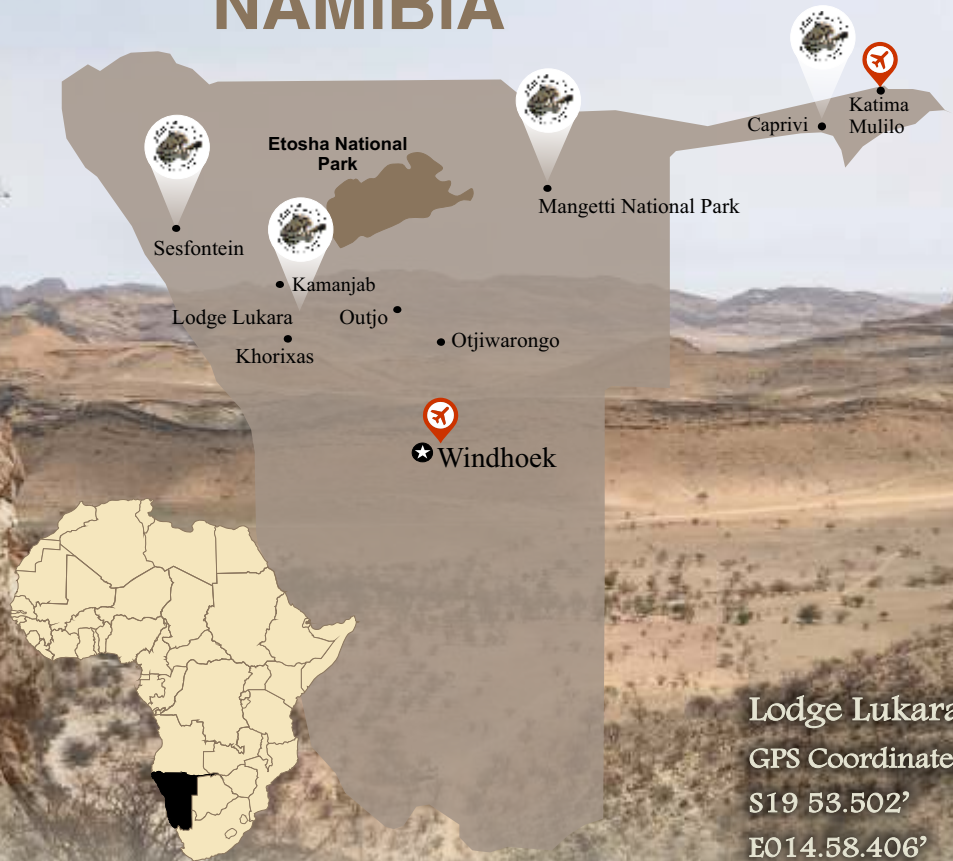 NAMIBIA
Katima
Mulilo
Caprivi
Etosha National
Park
Mangetti National Park
Sesfontein
Kamanjab
Lodge Lukara
Outjo
Otjiwarongo
Khorixas
Windhoek
Lodge Lukara
GPS Coordinate
S19 53.502’
E014.58.406’